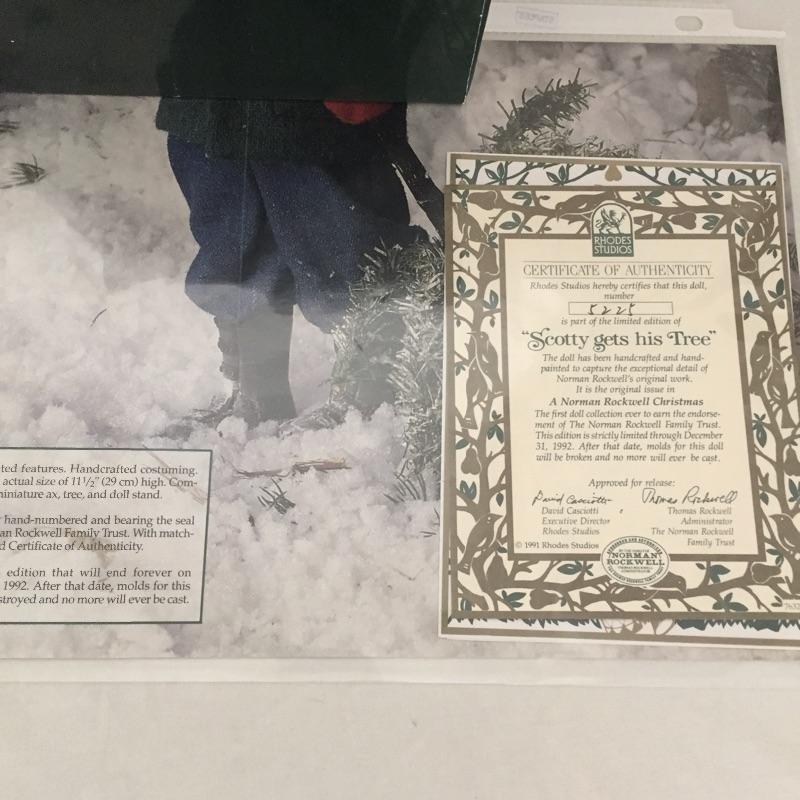 STAPLES
RHODES
STUDIOS
CERTIFICATE OF AUTHENTICITY
Rhodes Studios hereby certifies that this doll,
number
5225
is part of the limited edition of
"Scotty gets his Tree"
The doll has been handcrafted and hand-
painted to capture the exceptional detail of
Norman Rockwell's original work.
It is the original issue in
A Norman Rockwell Christmas
The first doll collection ever to earn the endorse-
ment of The Norman Rockwell Family Trust.
This edition is strictly limited through December
31, 1992. After that date, molds for this doll
will be broken and no more will ever be cast.
Approved for release:
David Casciotti Thomas Rockwell
David Casciotti Thomas Rockwell
Executive Director Administrator
Rhodes Studios The Norman Rockwell
Family Trust
© 1991 Rhodes Studios
NORMAN
ROCKWELL
7632
ted features. Handcrafted costuming.
actual size of 11½" (29 cm) high. Com-
niniature ax, tree, and doll stand.
hand-numbered and bearing the seal
an Rockwell Family Trust. With match-
d Certificate of Authenticity.
edition that will end forever on
1992. After that date, molds for this
stroyed and no more will ever be cast.